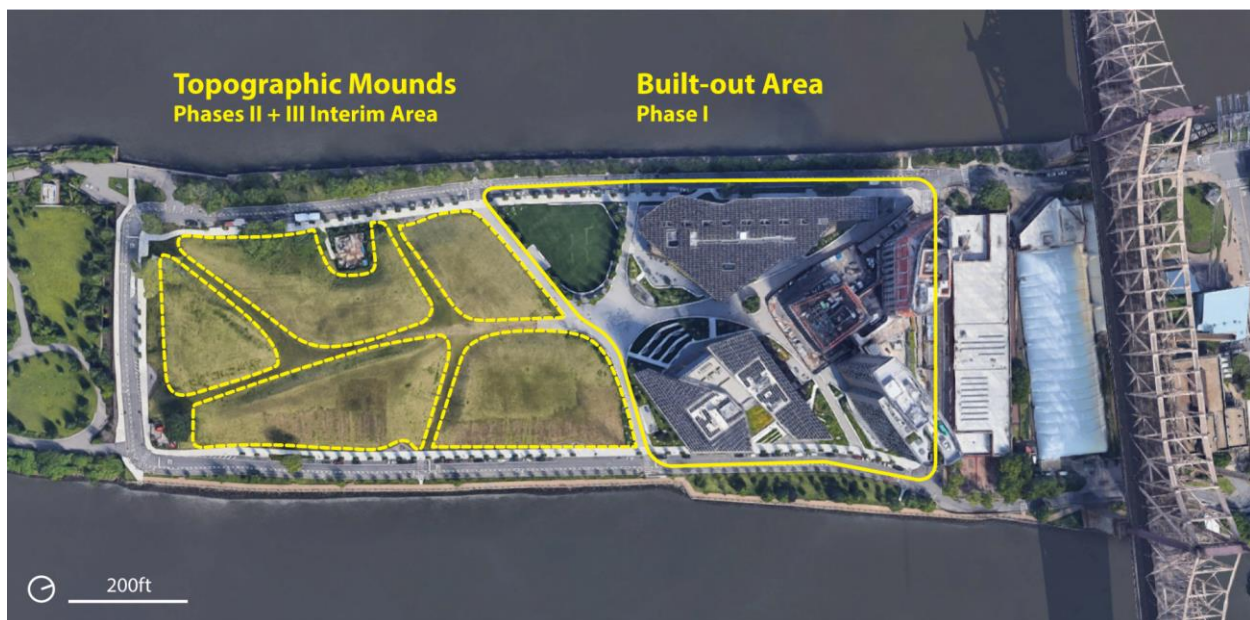 Topographic Mounds
Phases II + III Interim Area
Built-out Area
Phase I
200ft